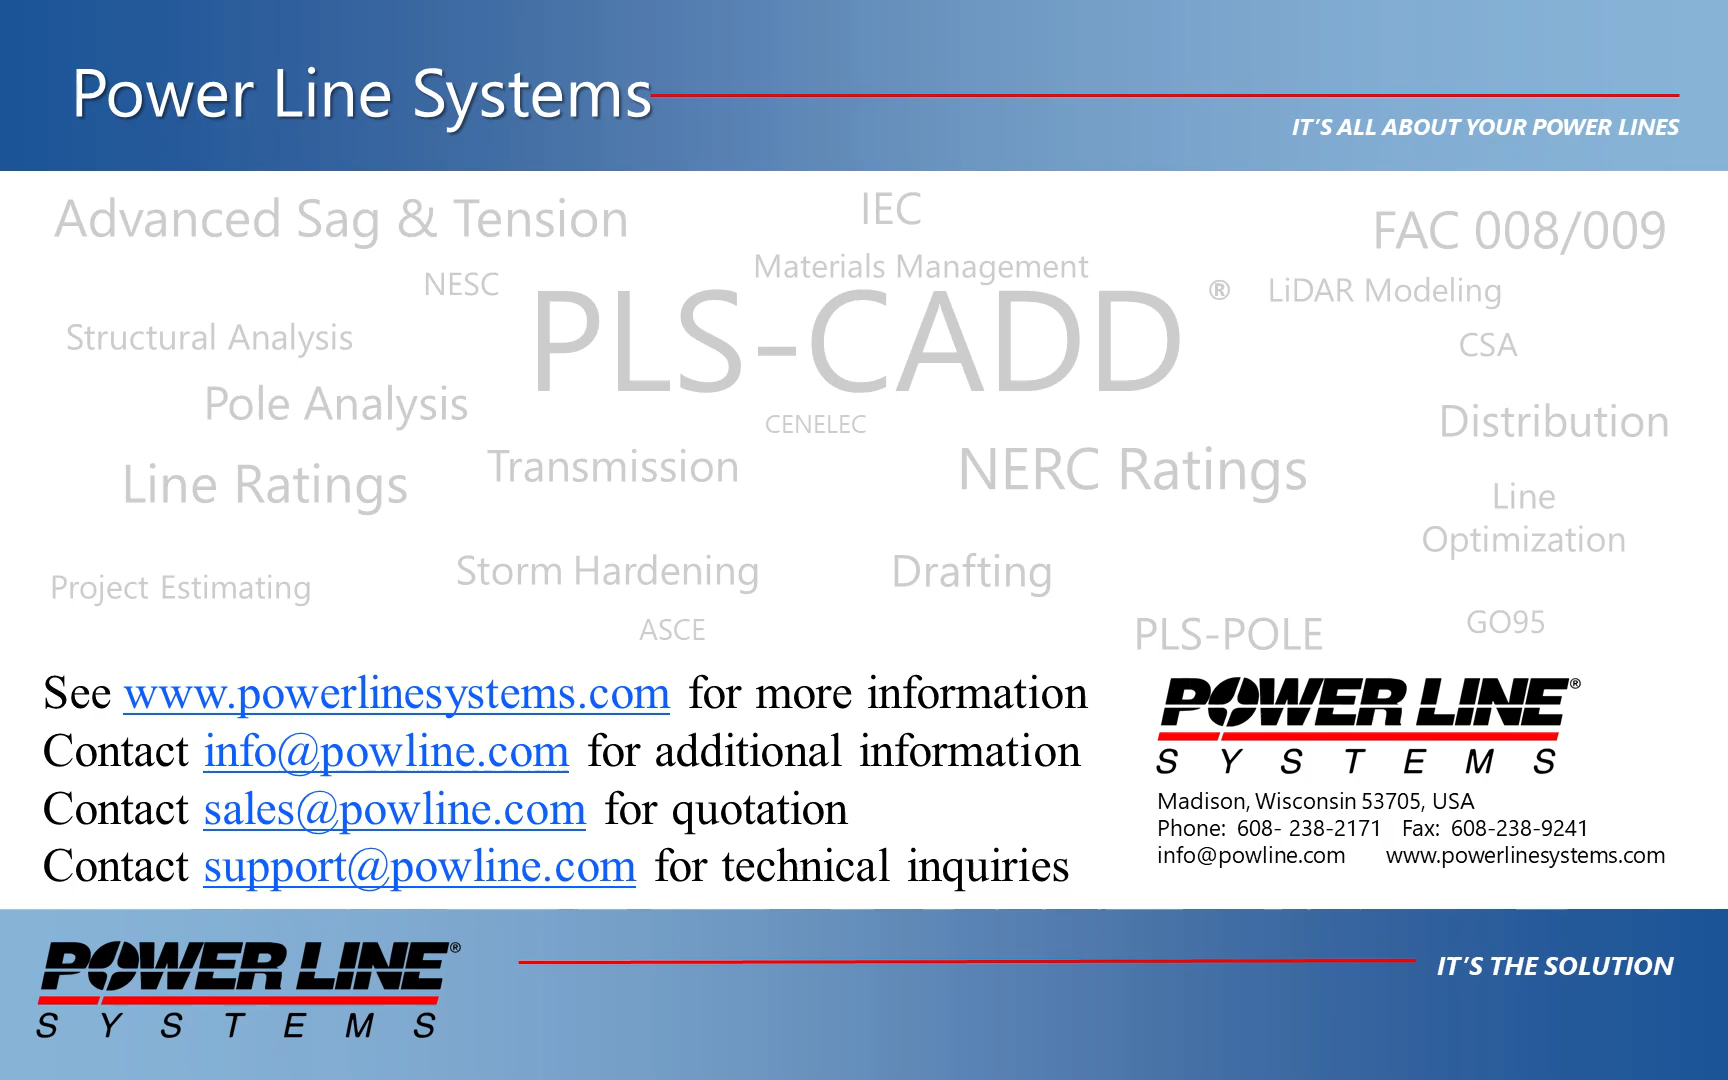 Power Line Systems
IT'S ALL ABOUT YOUR POWER LINES
Advanced Sag & Tension
IEC
FAC 008/009
Materials Management
NESC
PLS-CADD ®
LiDAR Modeling
Structural Analysis
CSA
Pole Analysis
CENELEC
Distribution
Line Ratings
Transmission
NERC Ratings
Line
Optimization
Storm Hardening
Drafting
Project Estimating
ASCE
PLS-POLE
GO95
See www.powerlinesystems.com for more information
Contact info@powline.com for additional information
Contact sales@powline.com for quotation
Contact support@powline.com for technical inquiries
POWER LINE®
SYSTEMS
Madison, Wisconsin 53705, USA
Phone: 608- 238-2171 Fax: 608-238-9241
info@powline.com www.powerlinesystems.com
POWER LINE®
SYSTEMS
IT'S THE SOLUTION